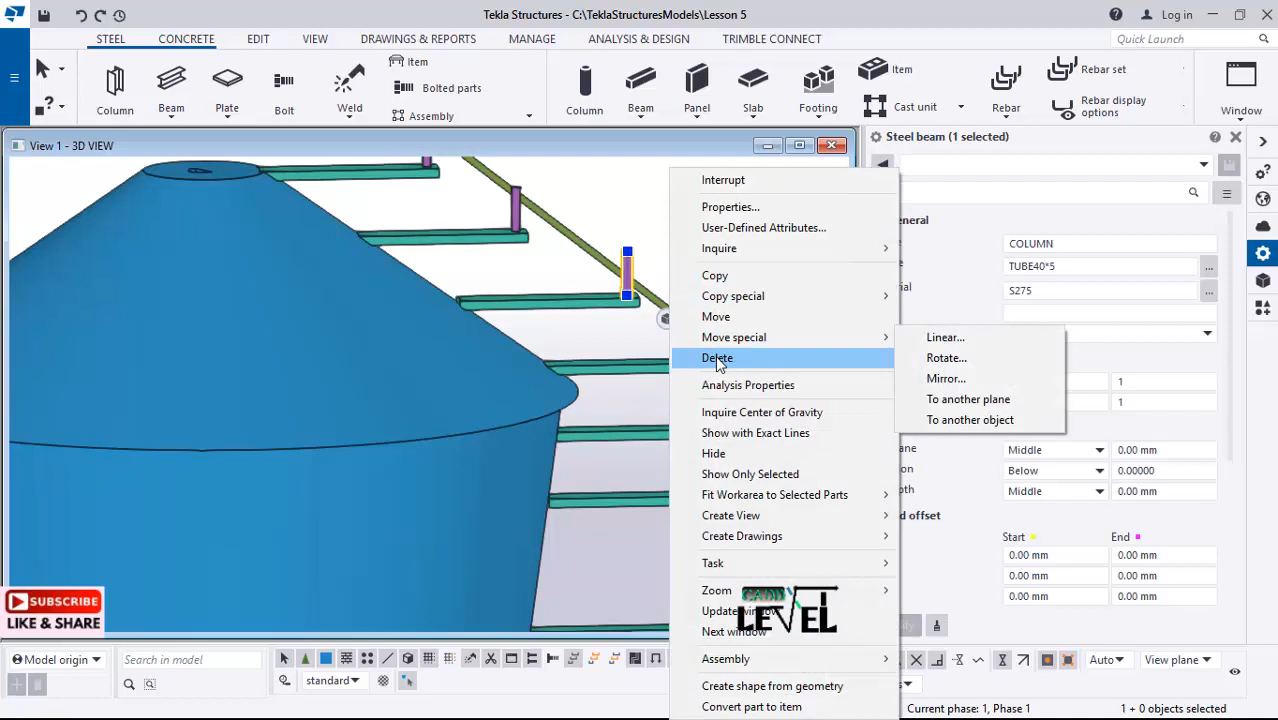 Tekla Structures - C:\TeklaStructuresModels\Lesson 5
Log in
STEEL CONCRETE EDIT VIEW DRAWINGS & REPORTS MANAGE ANALYSIS & DESIGN TRIMBLE CONNECT
Quick Launch
Column Beam Plate Bolt Weld
Item
Bolted parts
Assembly
Column Beam Panel Slab Footing
Item
Cast unit
Rebar
Rebar set
Rebar display options
Window
View 1 - 3D VIEW
Steel beam (1 selected)
Interrupt
Properties...
User-Defined Attributes...
Inquire
Copy
Copy special
Move
Move special
Delete
Analysis Properties
Inquire Center of Gravity
Show with Exact Lines
Hide
Show Only Selected
Fit Workarea to Selected Parts
Create View
Create Drawings
Task
Zoom
Update window
Next window
Assembly
Create shape from geometry
Convert part to item
Linear...
Rotate...
Mirror...
To another plane
To another object
eneral
COLUMN
TUBE40*5
ial S275
1
1
ane Middle 0.00 mm
on Below 0.00000
pth Middle 0.00 mm
d offset
Start End
0.00 mm 0.00 mm
0.00 mm 0.00 mm
0.00 mm 0.00 mm
SUBSCRIBE
LIKE & SHARE
CADD
LEVEL
Model origin
Search in model
standard
Auto
View plane
Current phase: 1, Phase 1
1 + 0 objects selected